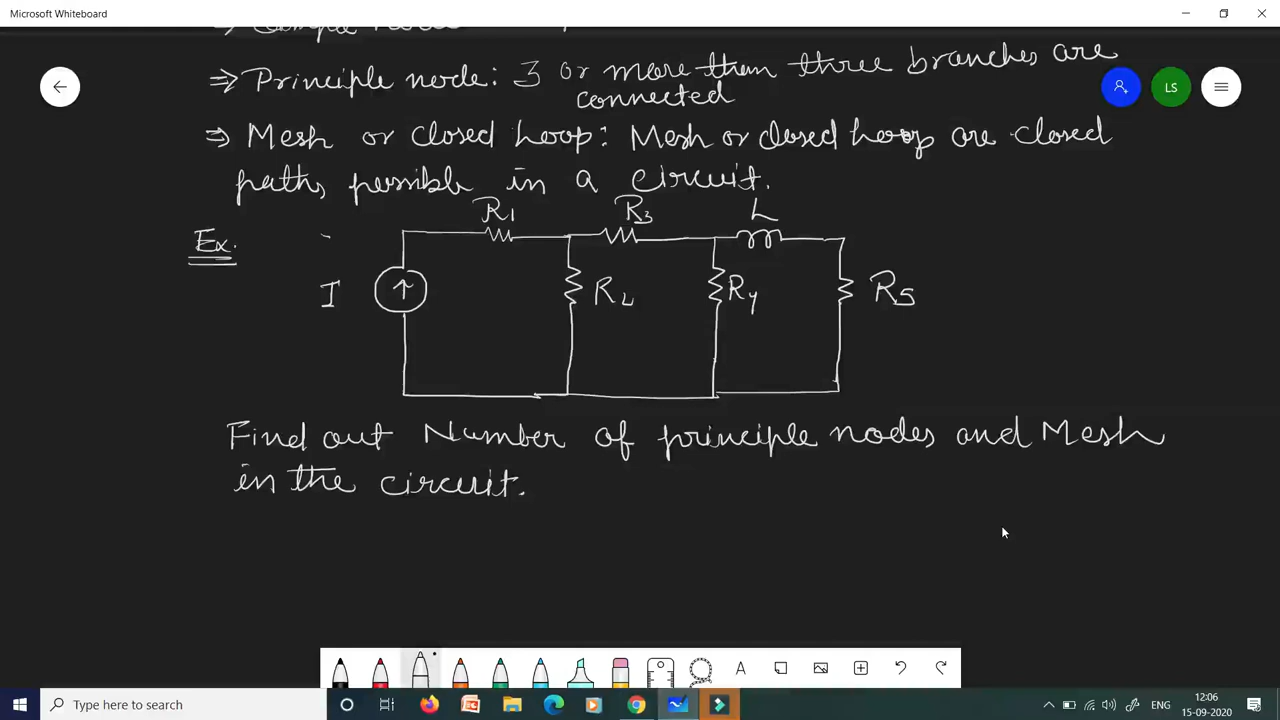 Microsoft Whiteboard
⇒ Principle node: 3 or more than three branches are
connected
LS
⇒ Mesh or closed Loop: Mesh or closed Loop are closed
paths possible in a circuit.
Ex.
R1 R3 L
I R2 R4 R5
Find out Number of principle nodes and Mesh
in the circuit.
A
Type here to search
ENG
12:06
15-09-2020